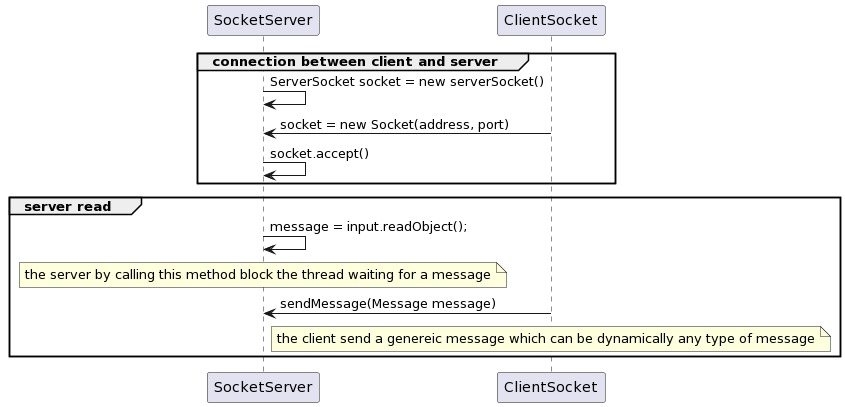 SocketServer ClientSocket
connection between client and server
ServerSocket socket = new serverSocket()
socket = new Socket(address, port)
socket.accept()
server read
message = input.readObject();
the server by calling this method block the thread waiting for a message
sendMessage(Message message)
the client send a genereic message which can be dynamically any type of message
SocketServer ClientSocket